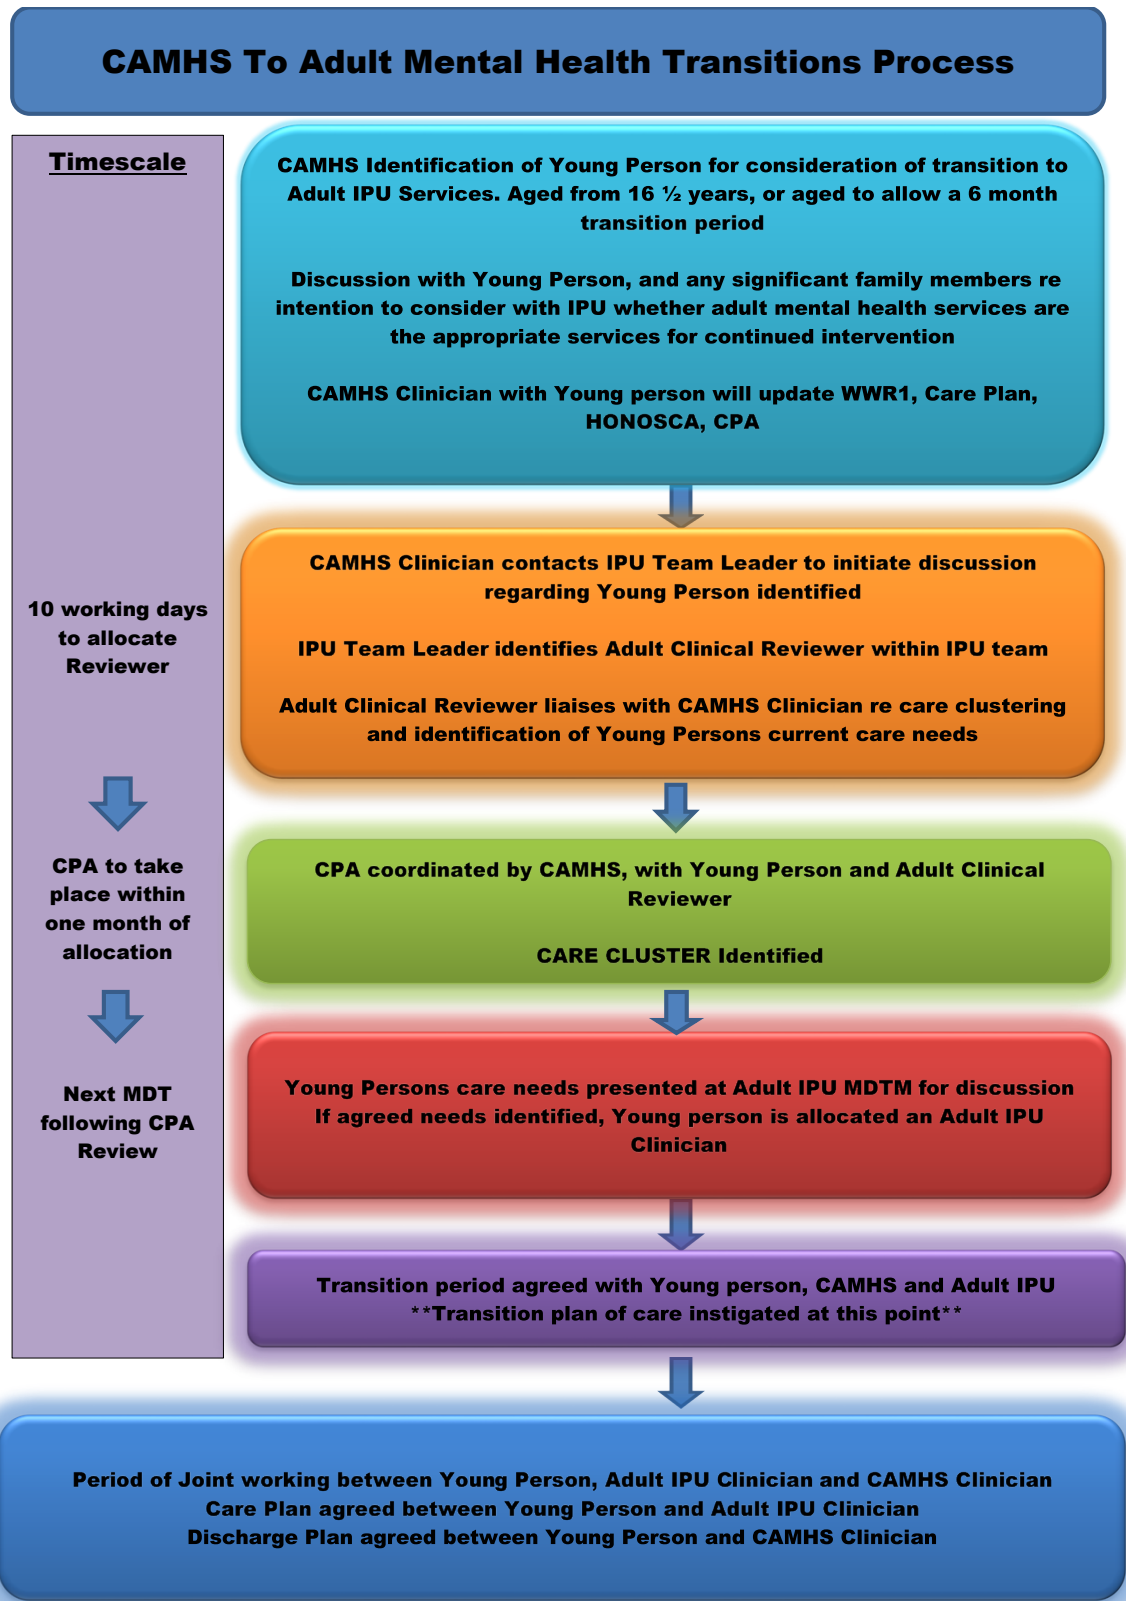 CAMHS To Adult Mental Health Transitions Process
Timescale
CAMHS Identification of Young Person for consideration of transition to
Adult IPU Services. Aged from 16 ½ years, or aged to allow a 6 month
transition period
Discussion with Young Person, and any significant family members re
intention to consider with IPU whether adult mental health services are
the appropriate services for continued intervention
CAMHS Clinician with Young person will update WWR1, Care Plan,
HONOSCA, CPA
10 working days
to allocate
Reviewer
CAMHS Clinician contacts IPU Team Leader to initiate discussion
regarding Young Person identified
IPU Team Leader identifies Adult Clinical Reviewer within IPU team
Adult Clinical Reviewer liaises with CAMHS Clinician re care clustering
and identification of Young Persons current care needs
CPA to take
place within
one month of
allocation
CPA coordinated by CAMHS, with Young Person and Adult Clinical
Reviewer
CARE CLUSTER Identified
Next MDT
following CPA
Review
Young Persons care needs presented at Adult IPU MDTM for discussion
If agreed needs identified, Young person is allocated an Adult IPU
Clinician
Transition period agreed with Young person, CAMHS and Adult IPU
**Transition plan of care instigated at this point**
Period of Joint working between Young Person, Adult IPU Clinician and CAMHS Clinician
Care Plan agreed between Young Person and Adult IPU Clinician
Discharge Plan agreed between Young Person and CAMHS Clinician